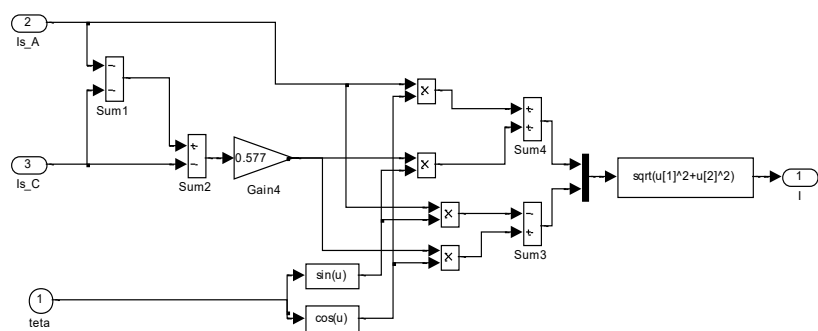 2
Is_A
−
−
Sum1
3
Is_C
+
−
Sum2
0.577
Gain4
×
×
×
×
+
+
Sum4
−
+
Sum3
sqrt(u[1]^2+u[2]^2)
1
I
sin(u)
cos(u)
1
teta